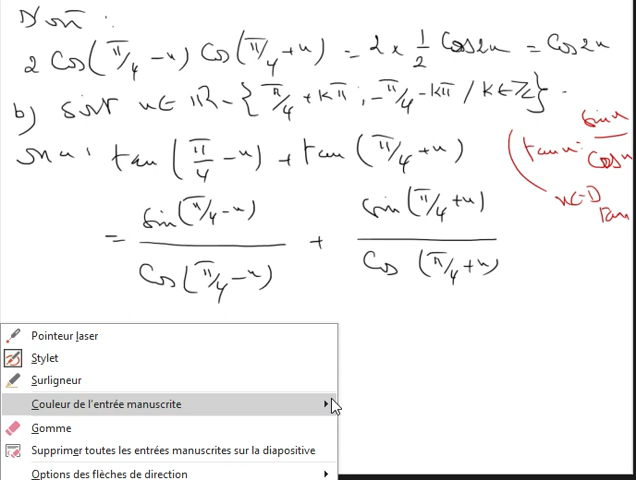 Donc :
2 Cos(π/4 - x) Cos(π/4 + x) = 2 × 1/2 Cos2x = Cos2x
b) soit x ∈ ℝ - {π/4 + kπ ; -π/4 - kπ / k ∈ ℤ} .
on a : tan(π/4 - x) + tan(π/4 + x)
= sin(π/4 - x) / Cos(π/4 - x) + sin(π/4 + x) / Cos(π/4 + x)
(tan x = sin x / Cos x
x ∈ D tan
Pointeur laser
Stylet
Surligneur
Couleur de l'entrée manuscrite
Gomme
Supprimer toutes les entrées manuscrites sur la diapositive
Options des flèches de direction